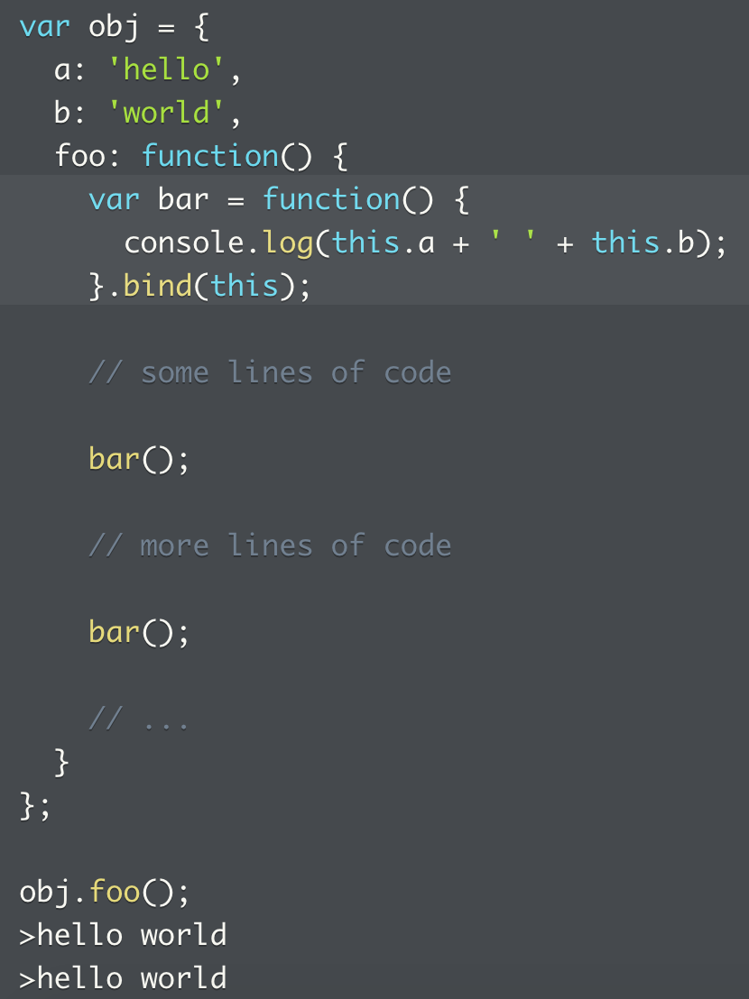 var obj = {
  a: 'hello',
  b: 'world',
  foo: function() {
    var bar = function() {
      console.log(this.a + ' ' + this.b);
    }.bind(this);

    // some lines of code

    bar();

    // more lines of code

    bar();

    // ...
  }
};

obj.foo();
>hello world
>hello world